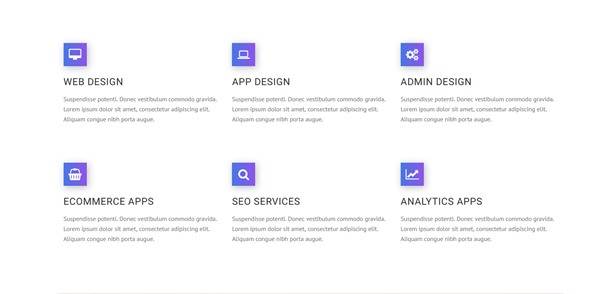 WEB DESIGN
Suspendisse potenti. Donec vestibulum commodo gravida.
Lorem ipsum dolor sit amet, consectetur adipiscing elit.
Aliquam congue nibh porta augue.
APP DESIGN
Suspendisse potenti. Donec vestibulum commodo gravida.
Lorem ipsum dolor sit amet, consectetur adipiscing elit.
Aliquam congue nibh porta augue.
ADMIN DESIGN
Suspendisse potenti. Donec vestibulum commodo gravida.
Lorem ipsum dolor sit amet, consectetur adipiscing elit.
Aliquam congue nibh porta augue.
ECOMMERCE APPS
Suspendisse potenti. Donec vestibulum commodo gravida.
Lorem ipsum dolor sit amet, consectetur adipiscing elit.
Aliquam congue nibh porta augue.
SEO SERVICES
Suspendisse potenti. Donec vestibulum commodo gravida.
Lorem ipsum dolor sit amet, consectetur adipiscing elit.
Aliquam congue nibh porta augue.
ANALYTICS APPS
Suspendisse potenti. Donec vestibulum commodo gravida.
Lorem ipsum dolor sit amet, consectetur adipiscing elit.
Aliquam congue nibh porta augue.